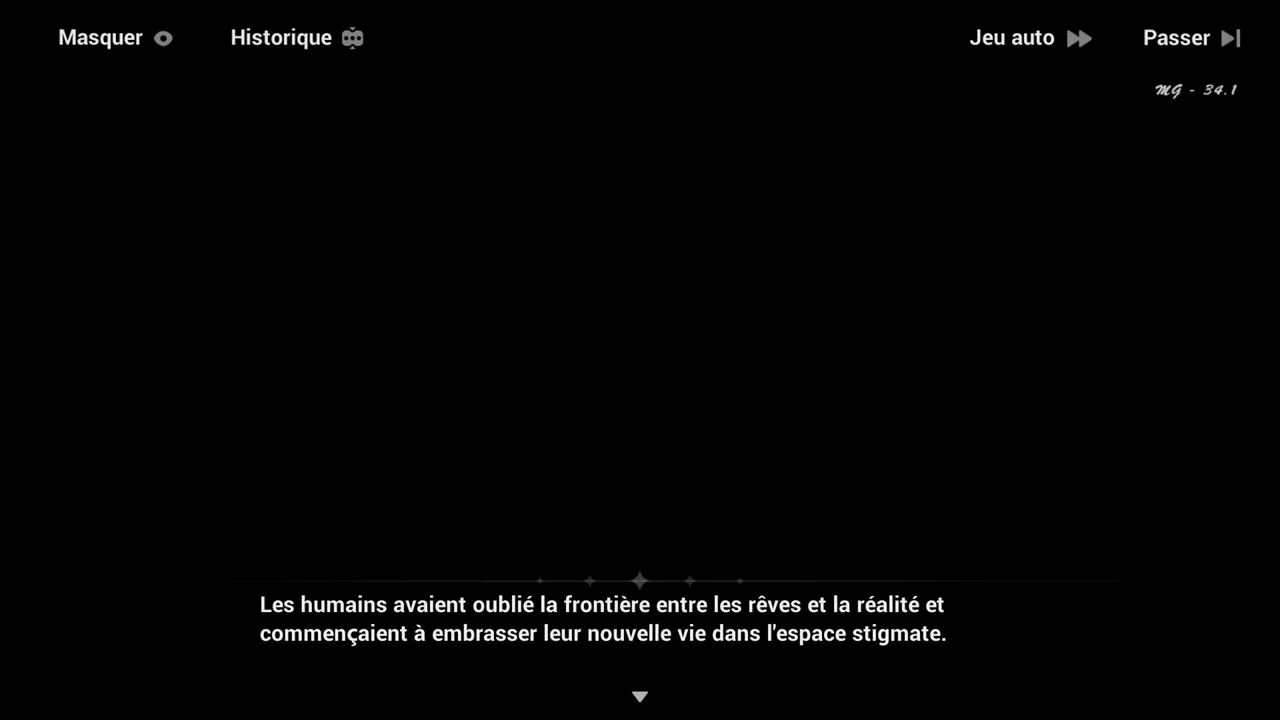 Masquer
Historique
Jeu auto
Passer
MG - 34.1
Les humains avaient oublié la frontière entre les rêves et la réalité et
commençaient à embrasser leur nouvelle vie dans l'espace stigmate.